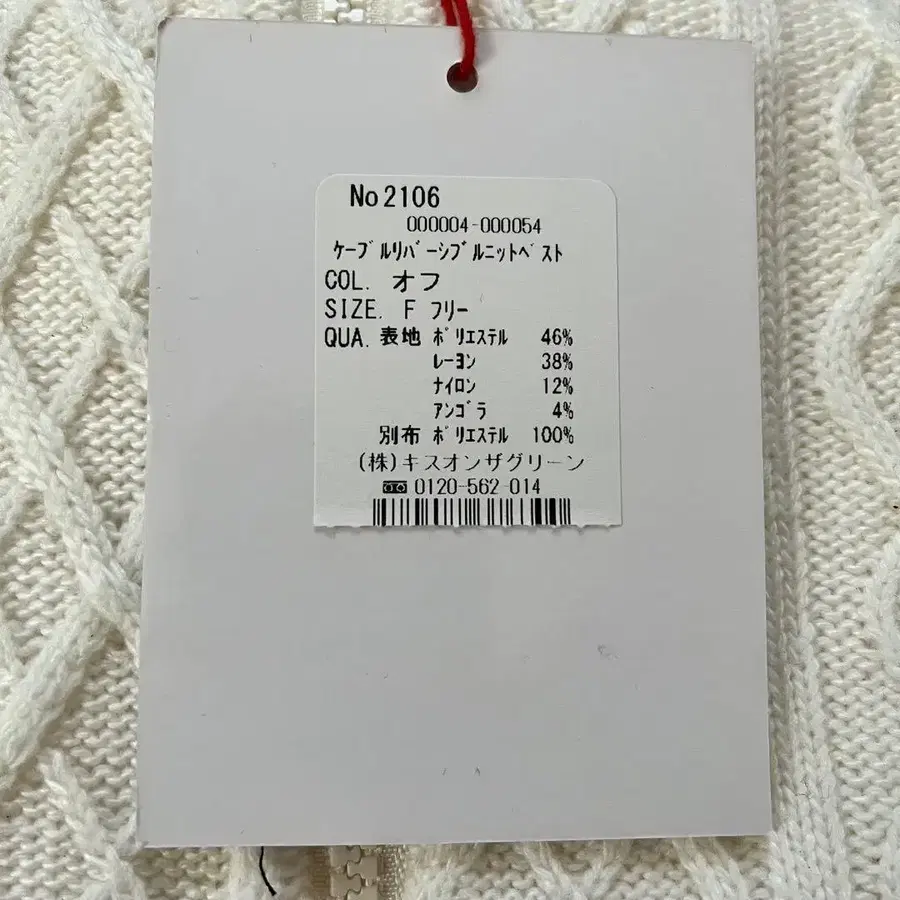 No2106
000004-000054
ｹｰﾌﾞﾙﾘﾊﾞｰｼﾌﾞﾙﾆｯﾄﾍﾞｽﾄ
COL. オフ
SIZE. F ﾌﾘｰ
QUA. 表地 ﾎﾟﾘｴｽﾃﾙ 46%
ﾚｰﾖﾝ 38%
ﾅｲﾛﾝ 12%
ｱﾝｺﾞﾗ 4%
別布 ﾎﾟﾘｴｽﾃﾙ 100%
(株)キスオンザグリーン
0120-562-014